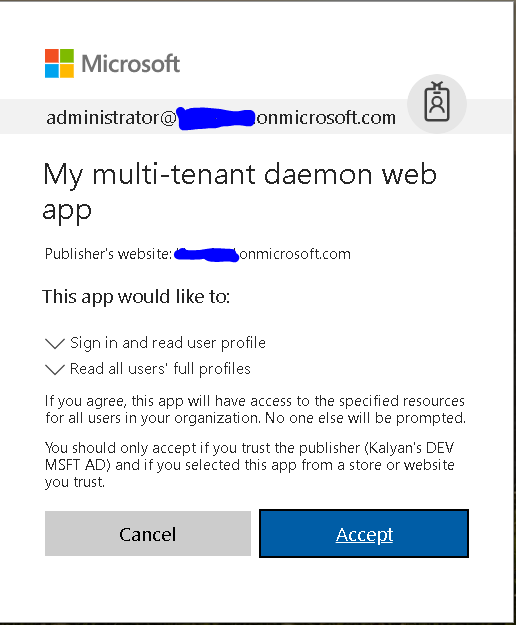 Microsoft
administrator@ onmicrosoft.com
My multi-tenant daemon web
app
Publisher's website: onmicrosoft.com
This app would like to:
Sign in and read user profile
Read all users' full profiles
If you agree, this app will have access to the specified resources
for all users in your organization. No one else will be prompted.
You should only accept if you trust the publisher (Kalyan's DEV
MSFT AD) and if you selected this app from a store or website
you trust.
Cancel
Accept